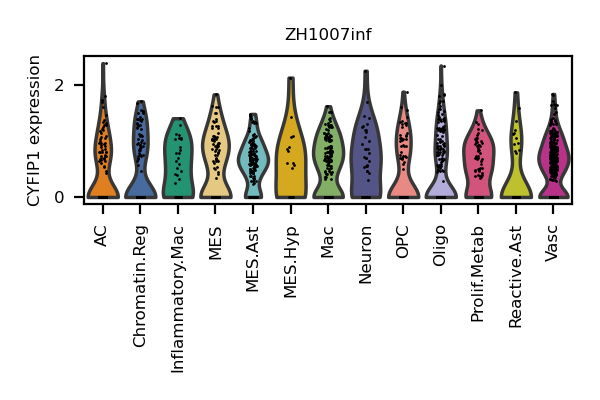 ZH1007inf
CYFIP1 expression
2
0
AC
Chromatin.Reg
Inflammatory.Mac
MES
MES.Ast
MES.Hyp
Mac
Neuron
OPC
Oligo
Prolif.Metab
Reactive.Ast
Vasc